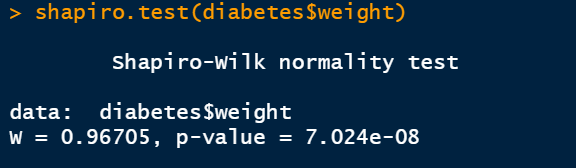 > shapiro.test(diabetes$weight)
Shapiro-Wilk normality test
data: diabetes$weight
W = 0.96705, p-value = 7.024e-08